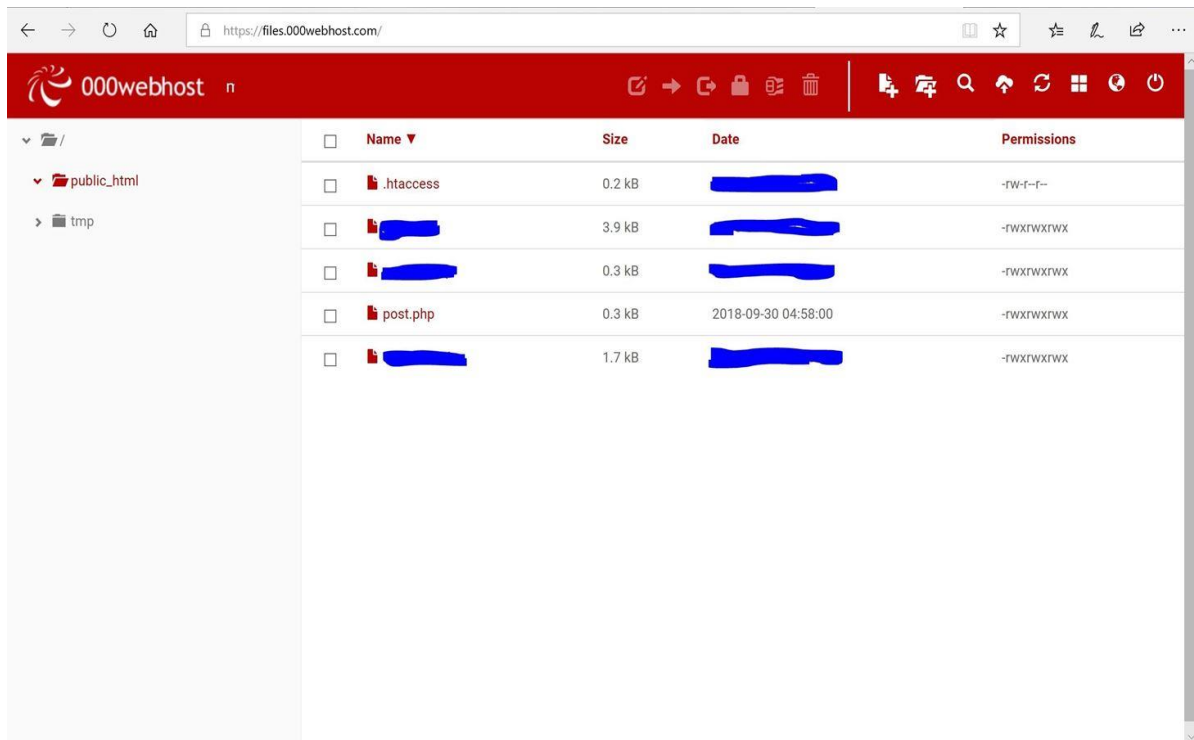 https://files.000webhost.com/
000webhost n
/
public_html
tmp
Name ▼ Size Date Permissions
.htaccess 0.2 kB -rw-r--r--
3.9 kB -rwxrwxrwx
0.3 kB -rwxrwxrwx
post.php 0.3 kB 2018-09-30 04:58:00 -rwxrwxrwx
1.7 kB -rwxrwxrwx